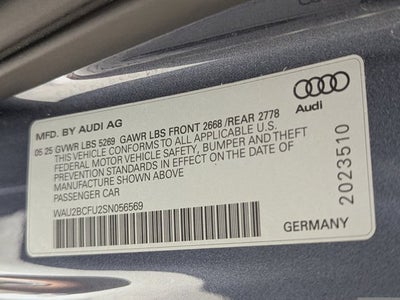 MFD. BY AUDI AG
05 25 GVWR LBS 5269 GAWR LBS FRONT 2668 /REAR 2778
THIS VEHICLE CONFORMS TO ALL APPLICABLE U.S.
FEDERAL MOTOR VEHICLE SAFETY, BUMPER AND THEFT
PREVENTION STANDARDS IN EFFECT ON THE DATE OF
MANUFACTURE SHOWN ABOVE
PASSENGER CAR
WAU2BCFU2SN056569
Audi
2023510
GERMANY